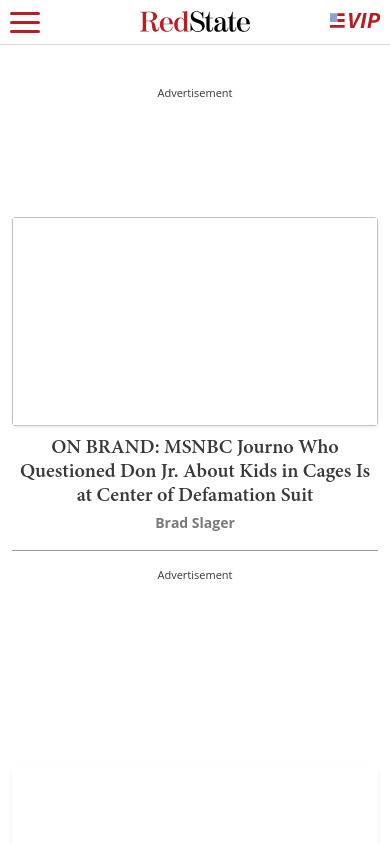 RedState
VIP
Advertisement
ON BRAND: MSNBC Journo Who
Questioned Don Jr. About Kids in Cages Is
at Center of Defamation Suit
Brad Slager
Advertisement